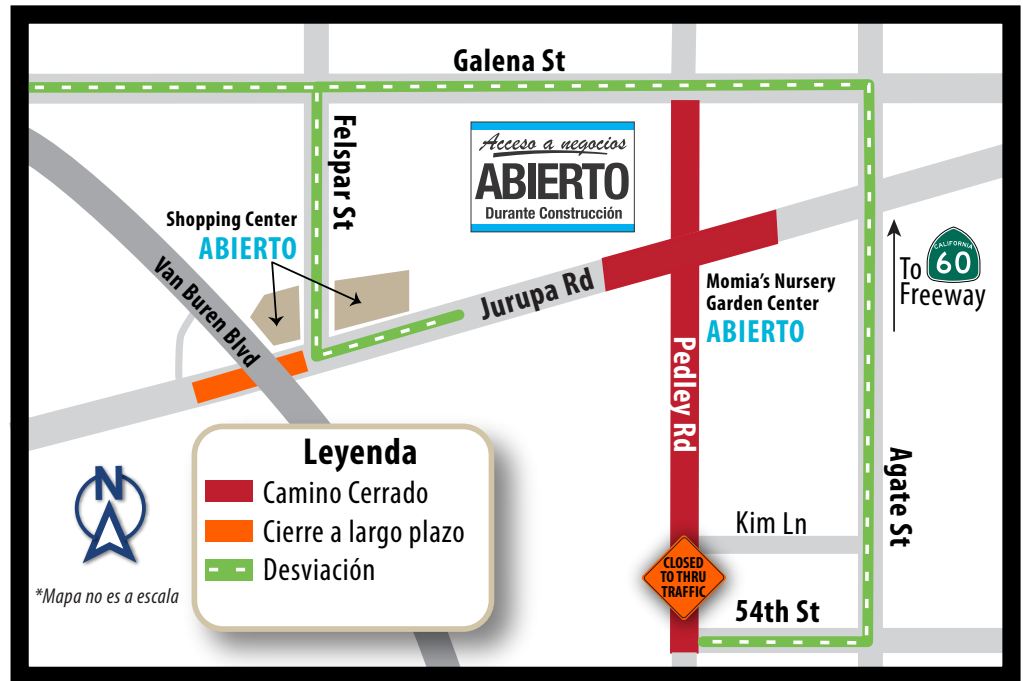 Galena St
Felspar St
Acceso a negocios
ABIERTO
Durante Construcción
Shopping Center
ABIERTO
Van Buren Blvd
Jurupa Rd
To
CALIFORNIA
60
Freeway
Momia's Nursery
Garden Center
ABIERTO
Pedley Rd
Agate St
Leyenda
Camino Cerrado
Cierre a largo plazo
Desviación
N
*Mapa no es a escala
Kim Ln
CLOSED
TO THRU
TRAFFIC
54th St